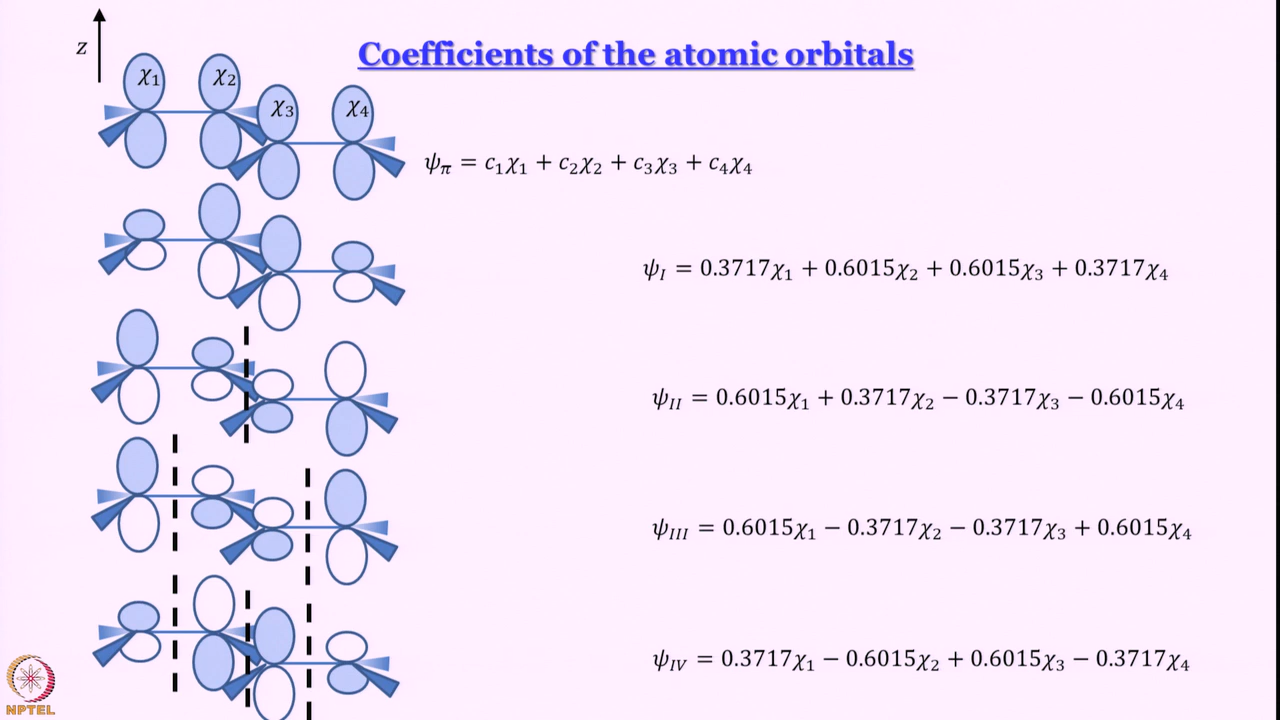 Coefficients of the atomic orbitals
z
χ₁ χ₂ χ₃ χ₄
ψ_π = c₁χ₁ + c₂χ₂ + c₃χ₃ + c₄χ₄
ψ_I = 0.3717χ₁ + 0.6015χ₂ + 0.6015χ₃ + 0.3717χ₄
ψ_II = 0.6015χ₁ + 0.3717χ₂ − 0.3717χ₃ − 0.6015χ₄
ψ_III = 0.6015χ₁ − 0.3717χ₂ − 0.3717χ₃ + 0.6015χ₄
ψ_IV = 0.3717χ₁ − 0.6015χ₂ + 0.6015χ₃ − 0.3717χ₄
NPTEL